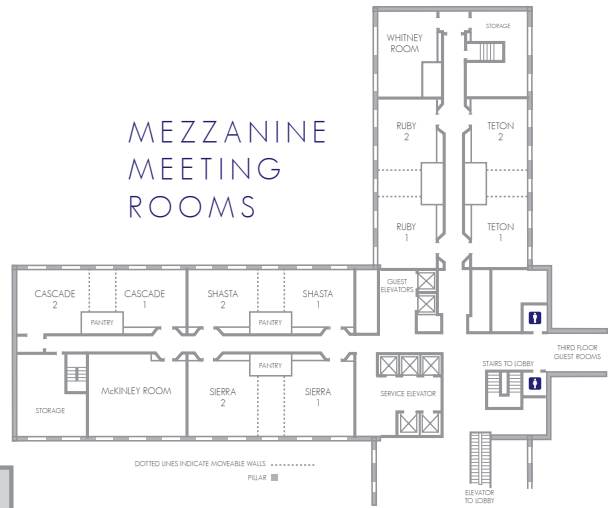 MEZZANINE
MEETING
ROOMS
WHITNEY
ROOM
STORAGE
RUBY
2
TETON
2
RUBY
1
TETON
1
CASCADE
2
CASCADE
1
SHASTA
2
SHASTA
1
GUEST
ELEVATORS
PANTRY
PANTRY
THIRD FLOOR
GUEST ROOMS
STAIRS TO LOBBY
PANTRY
McKINLEY ROOM
SIERRA
2
SIERRA
1
SERVICE ELEVATOR
STORAGE
DOTTED LINES INDICATE MOVEABLE WALLS
PILLAR
ELEVATOR
TO LOBBY